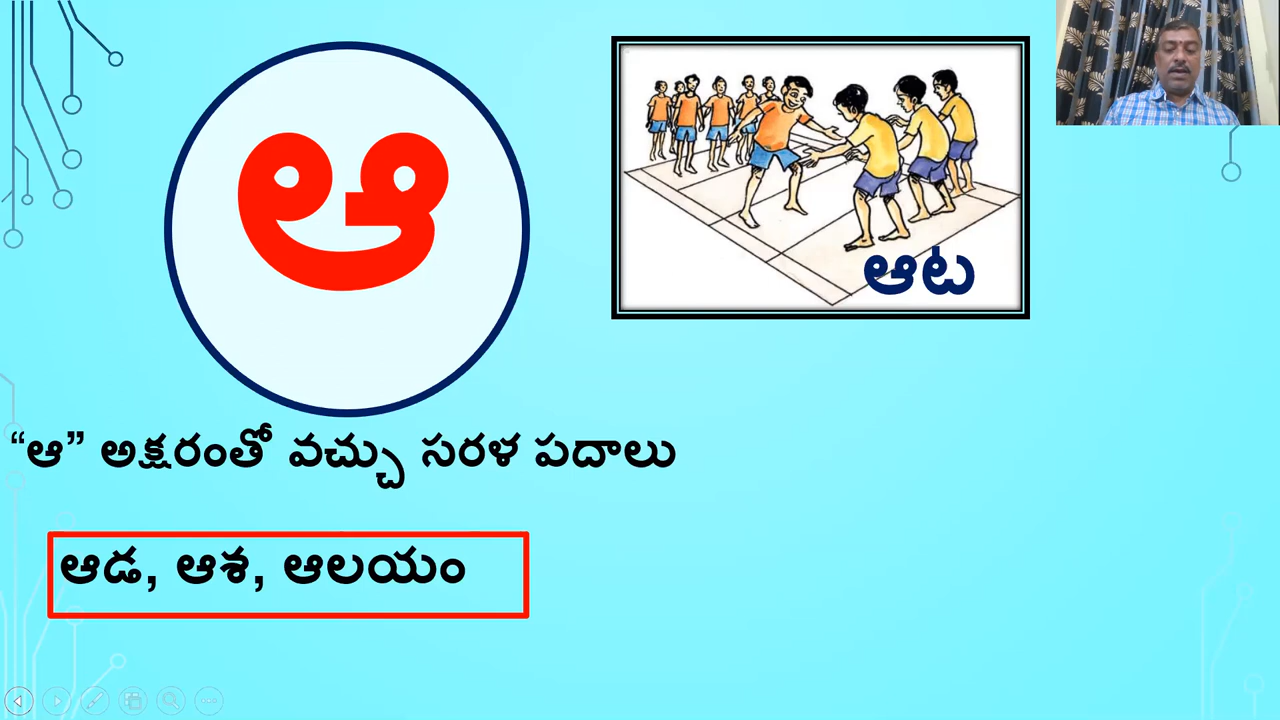 ఆ
ఆట
“ఆ” అక్షరంతో వచ్చు సరళ పదాలు
ఆడ, ఆశ, ఆలయం